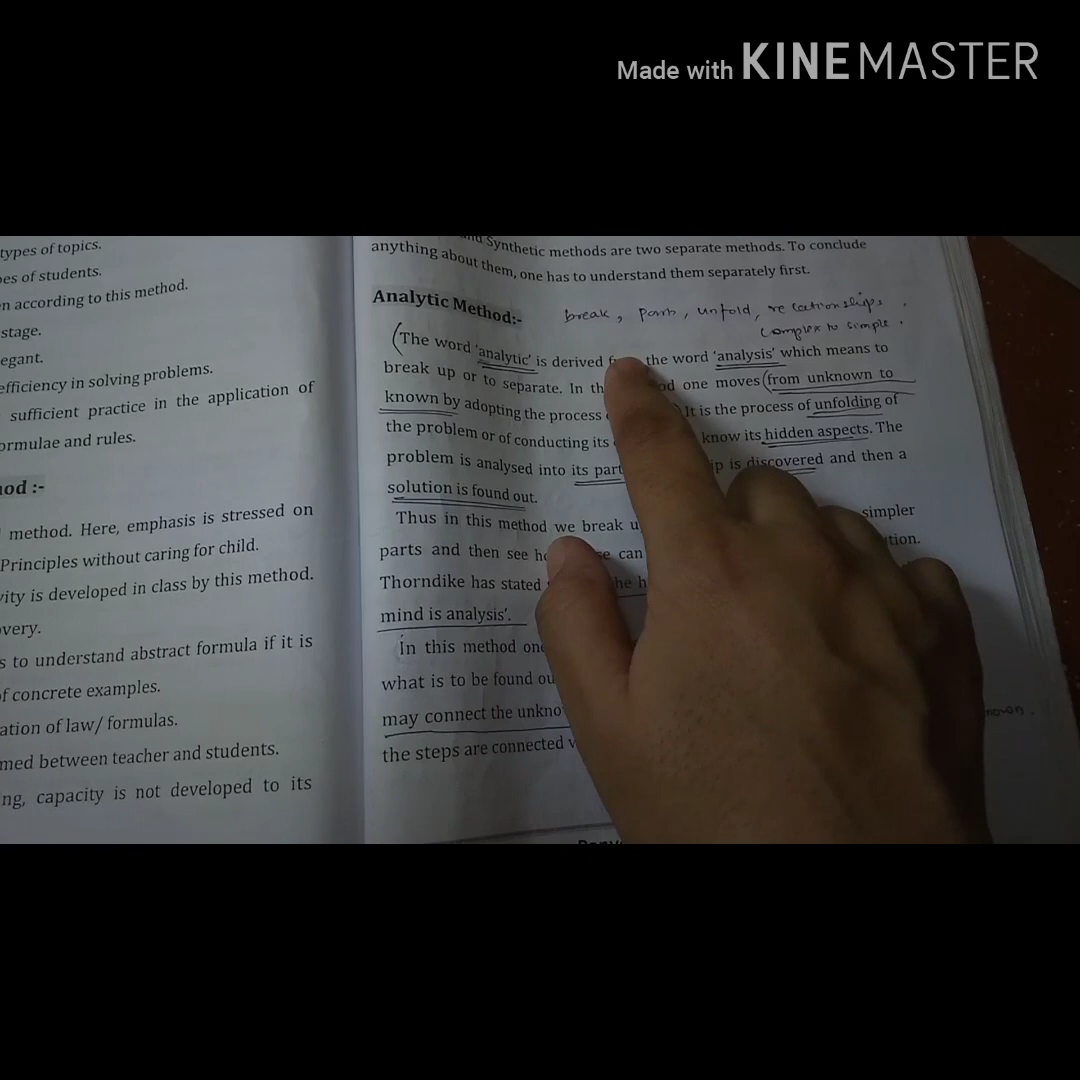 Made with KINEMASTER
types of topics.
es of students.
n according to this method.
stage.
egant.
efficiency in solving problems.
sufficient practice in the application of
ormulae and rules.
od :-
method. Here, emphasis is stressed on
Principles without caring for child.
vity is developed in class by this method.
very.
s to understand abstract formula if it is
of concrete examples.
ation of law/ formulas.
med between teacher and students.
ng, capacity is not developed to its
Synthetic methods are two separate methods. To conclude
anything about them, one has to understand them separately first.
Analytic Method:-
break, parts, unfold, relationships.
complex to simple.
(The word 'analytic' is derived the word 'analysis' which means to
break up or to separate. In one moves (from unknown to
known by adopting the process It is the process of unfolding of
the problem or of conducting its know its hidden aspects. The
problem is analysed into its part ip is discovered and then a
solution is found out.
Thus in this method we break simpler
parts and then see can tion.
Thorndike has stated he h
mind is analysis'.
In this method one
what is to be found ou
may connect the unkno nown.
the steps are connected